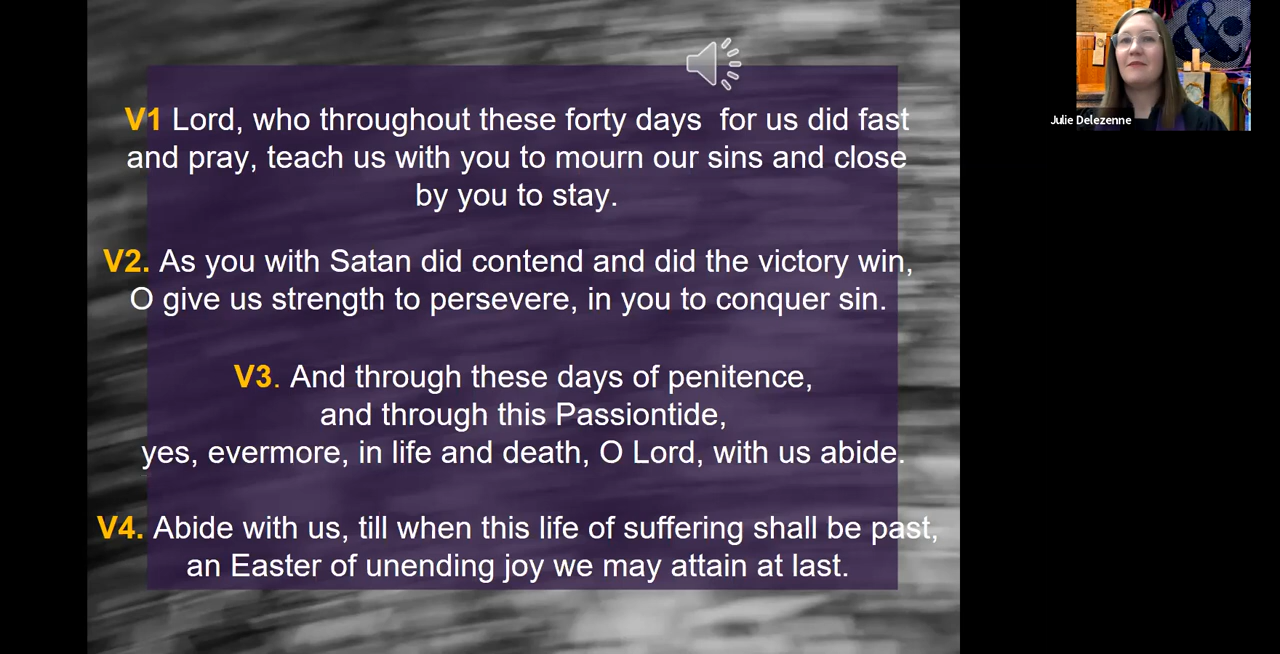 V1 Lord, who throughout these forty days for us did fast
and pray, teach us with you to mourn our sins and close
by you to stay.
V2. As you with Satan did contend and did the victory win,
O give us strength to persevere, in you to conquer sin.
V3. And through these days of penitence,
and through this Passiontide,
yes, evermore, in life and death, O Lord, with us abide.
V4. Abide with us, till when this life of suffering shall be past,
an Easter of unending joy we may attain at last.
Julie Delezenne